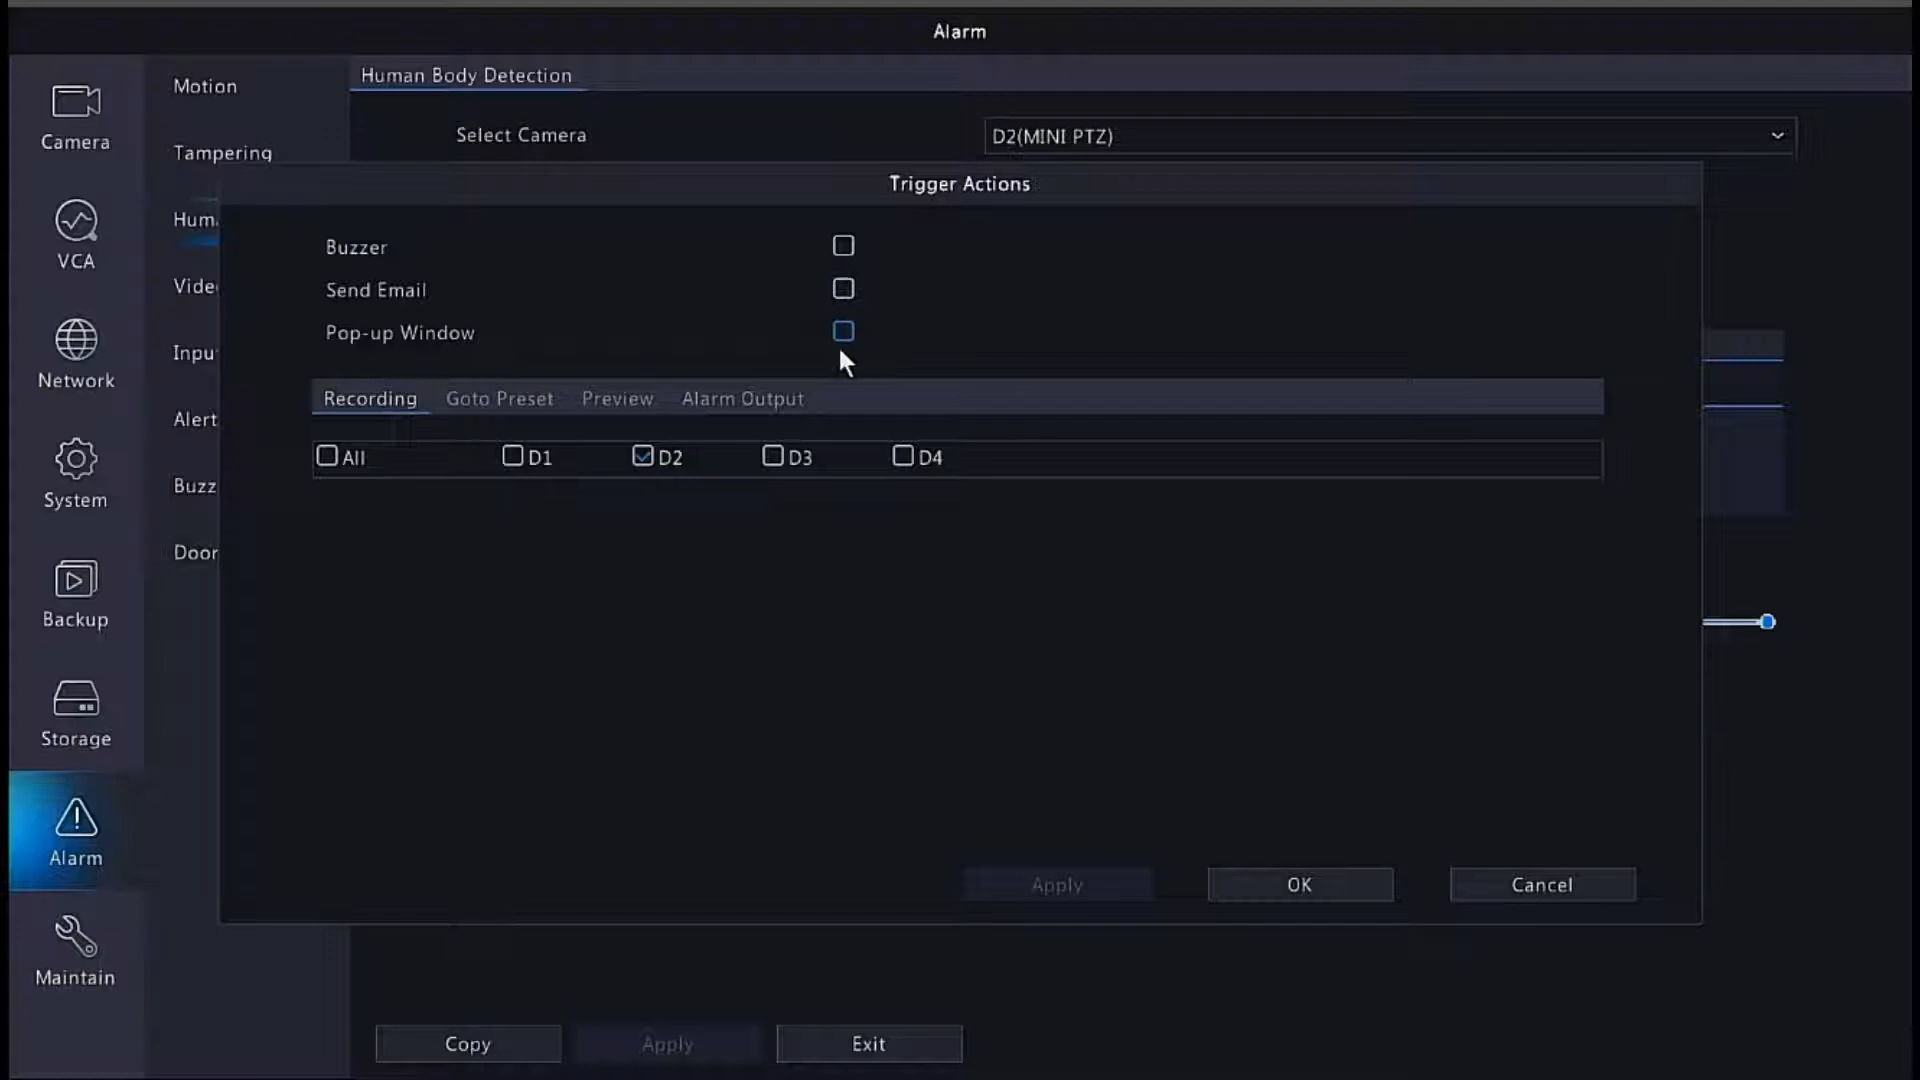 Alarm
Camera
VCA
Network
System
Backup
Storage
Alarm
Maintain
Motion
Tampering
Hum
Vide
Inpu
Alert
Buzz
Door
Human Body Detection
Select Camera
D2(MINI PTZ)
Trigger Actions
Buzzer
Send Email
Pop-up Window
Recording Goto Preset Preview Alarm Output
All D1 D2 D3 D4
Apply OK Cancel
Copy Apply Exit